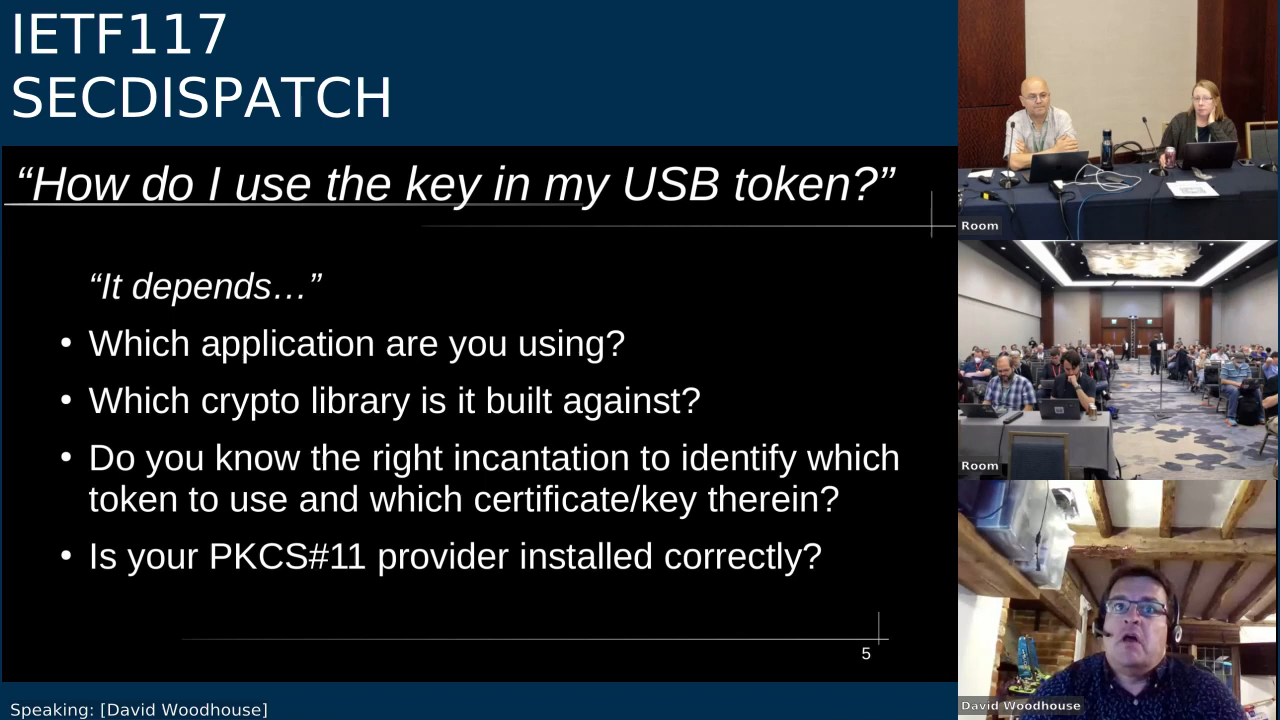 IETF117
SECDISPATCH
“How do I use the key in my USB token?”
“It depends…”
• Which application are you using?
• Which crypto library is it built against?
• Do you know the right incantation to identify which
token to use and which certificate/key therein?
• Is your PKCS#11 provider installed correctly?
5
Speaking: [David Woodhouse]
Room
Room
David Woodhouse